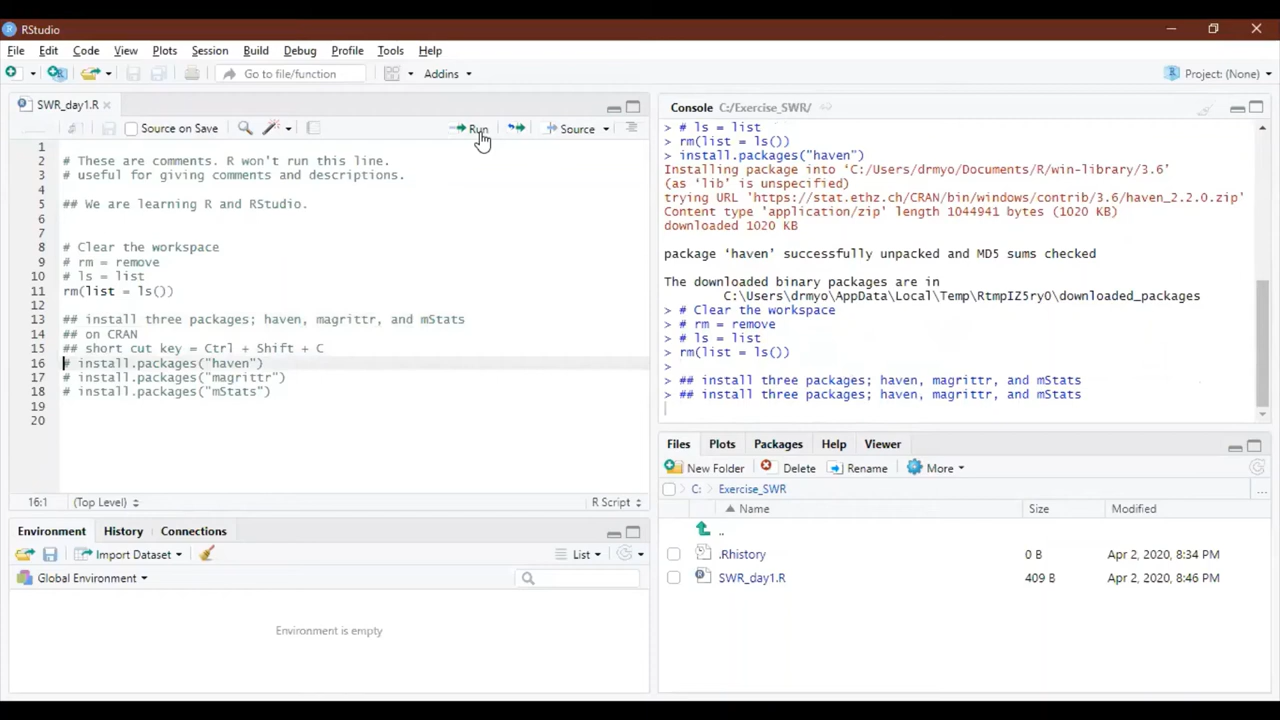 RStudio
File Edit Code View Plots Session Build Debug Profile Tools Help
Go to file/function Addins Project: (None)
SWR_day1.R
Source on Save Run Source
1
2 # These are comments. R won't run this line.
3 # useful for giving comments and descriptions.
4
5 ## We are learning R and RStudio.
6
7
8 # Clear the workspace
9 # rm = remove
10 # ls = list
11 rm(list = ls())
12
13 ## install three packages; haven, magrittr, and mStats
14 ## on CRAN
15 ## short cut key = Ctrl + Shift + C
16 # install.packages("haven")
17 # install.packages("magrittr")
18 # install.packages("mStats")
19
20
16:1 (Top Level) R Script
Environment History Connections
Import Dataset List
Global Environment
Environment is empty
Console C:/Exercise_SWR/
> # ls = list
> rm(list = ls())
> install.packages("haven")
Installing package into ‘C:/Users/drmyo/Documents/R/win-library/3.6’
(as ‘lib’ is unspecified)
trying URL 'https://stat.ethz.ch/CRAN/bin/windows/contrib/3.6/haven_2.2.0.zip'
Content type 'application/zip' length 1044941 bytes (1020 KB)
downloaded 1020 KB
package ‘haven’ successfully unpacked and MD5 sums checked
The downloaded binary packages are in
C:\Users\drmyo\AppData\Local\Temp\RtmpIZ5ry0\downloaded_packages
> # Clear the workspace
> # rm = remove
> # ls = list
> rm(list = ls())
>
> ## install three packages; haven, magrittr, and mStats
> ## install three packages; haven, magrittr, and mStats
Files Plots Packages Help Viewer
New Folder Delete Rename More
C: Exercise_SWR ...
Name Size Modified
..
.Rhistory 0 B Apr 2, 2020, 8:34 PM
SWR_day1.R 409 B Apr 2, 2020, 8:46 PM